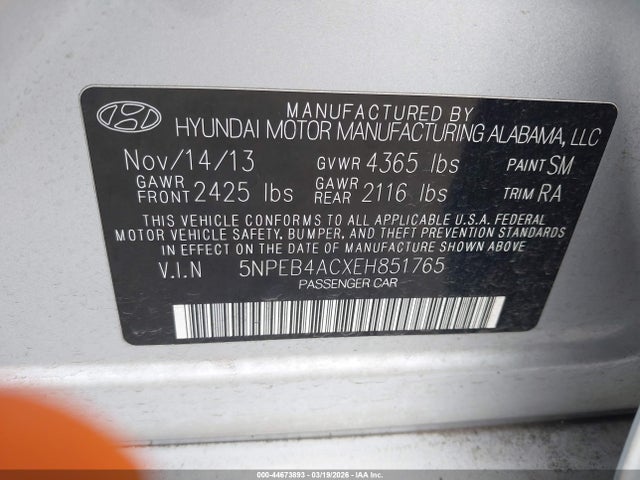 MANUFACTURED BY
HYUNDAI MOTOR MANUFACTURING ALABAMA, LLC
Nov/14/13 GVWR 4365 lbs PAINT SM
GAWR FRONT 2425 lbs GAWR REAR 2116 lbs TRIM RA
THIS VEHICLE CONFORMS TO ALL APPLICABLE U.S.A. FEDERAL
MOTOR VEHICLE SAFETY, BUMPER, AND THEFT PREVENTION STANDARDS
IN EFFECT ON THE DATE OF MANUFACTURE SHOWN ABOVE.
V.I.N 5NPEB4ACXEH851765
PASSENGER CAR
000-44673893 - 03/19/2026 - IAAI.COM